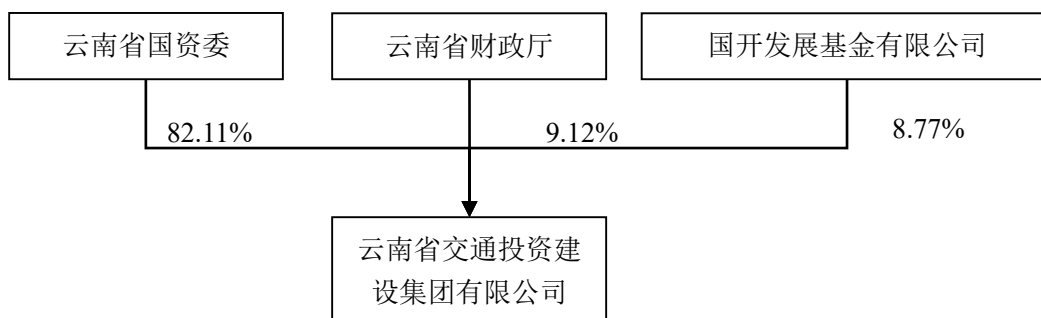 云南省国资委
云南省财政厅
国开发展基金有限公司
82.11%
9.12%
8.77%
云南省交通投资建
设集团有限公司